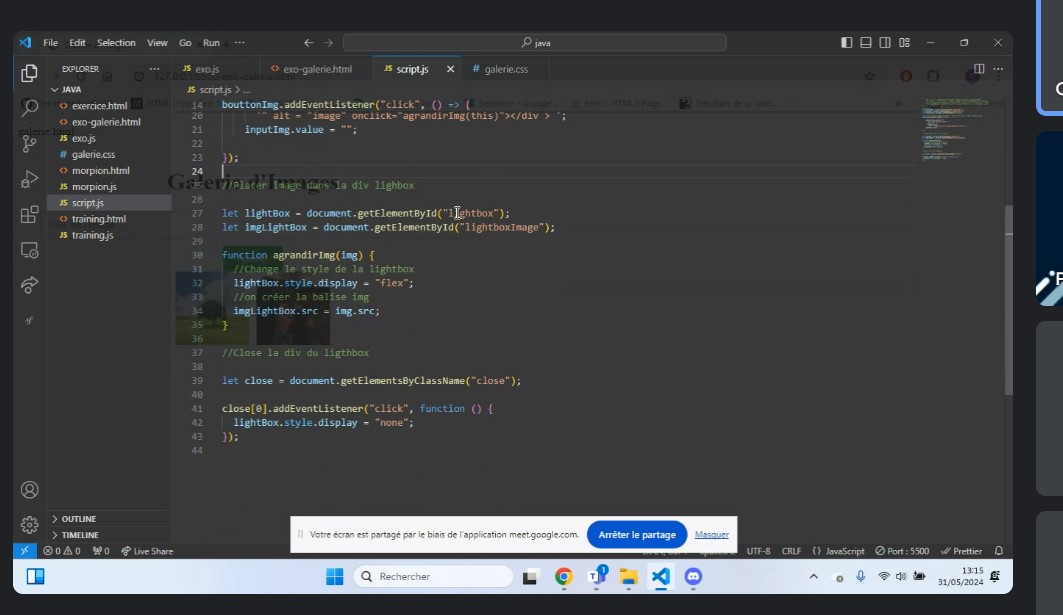 File Edit Selection View Go Run ··· java
EXPLORER ···
exo.js exo-galerie.html script.js galerie.css
JAVA
script.js > ...
exercice.html
exo-galerie.html
exo.js
galerie.css
morpion.html
morpion.js
script.js
training.html
training.js
Galerie d'Images
14 bouttonImg.addEventListener("click", () => {
20 '" alt = "image" onclick="agrandirImg(this)"></div > ';
21 inputImg.value = "";
22
23 });
24
25 //Placer image dans la div lighbox
26
27 let lightBox = document.getElementById("lightbox");
28 let imgLightBox = document.getElementById("lightboxImage");
29
30 function agrandirImg(img) {
31 //Change le style de la lightbox
32 lightBox.style.display = "flex";
33 //on créer la balise img
34 imgLightBox.src = img.src;
35 }
36
37 //Close la div du ligthbox
38
39 let close = document.getElementsByClassName("close");
40
41 close[0].addEventListener("click", function () {
42 lightBox.style.display = "none";
43 });
44
OUTLINE
TIMELINE
Votre écran est partagé par le biais de l'application meet.google.com. Arrêter le partage Masquer
0 0 0 Live Share UTF-8 CRLF {} JavaScript Port : 5500 Prettier
Rechercher
1
13:15
31/05/2024